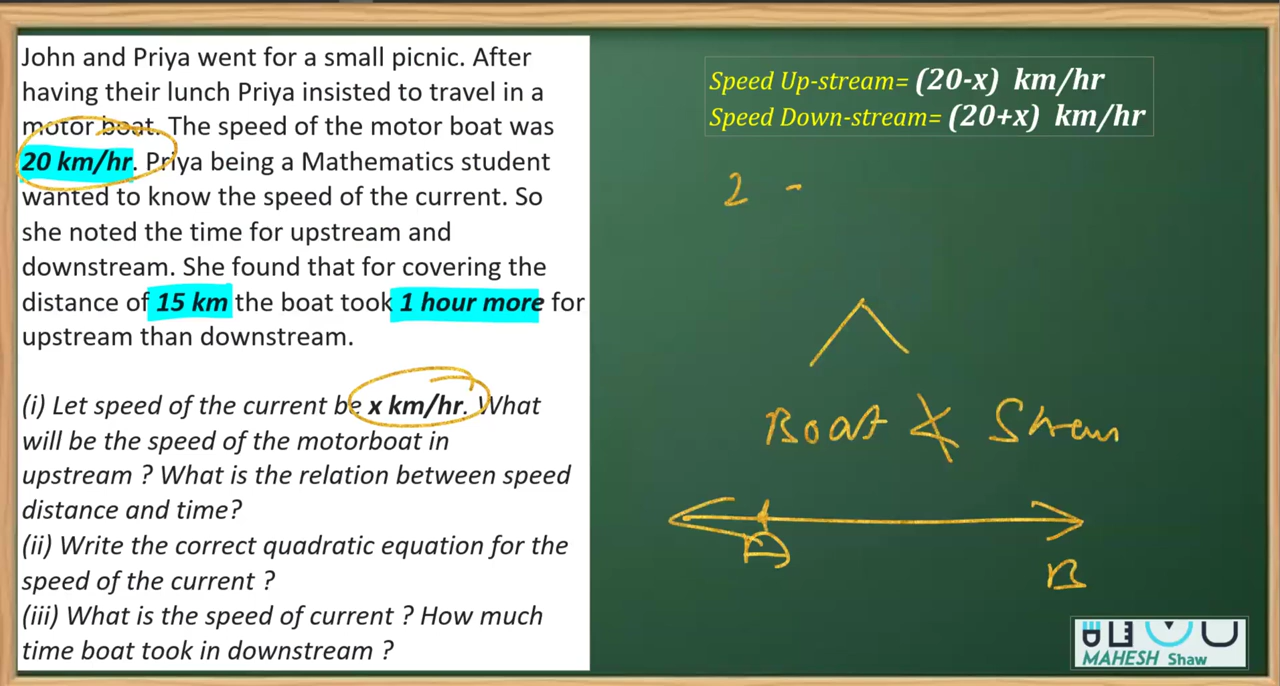 John and Priya went for a small picnic. After
having their lunch Priya insisted to travel in a
motor boat. The speed of the motor boat was
20 km/hr. Priya being a Mathematics student
wanted to know the speed of the current. So
she noted the time for upstream and
downstream. She found that for covering the
distance of 15 km the boat took 1 hour more for
upstream than downstream.
(i) Let speed of the current be x km/hr. What
will be the speed of the motorboat in
upstream ? What is the relation between speed
distance and time?
(ii) Write the correct quadratic equation for the
speed of the current ?
(iii) What is the speed of current ? How much
time boat took in downstream ?
Speed Up-stream= (20-x) km/hr
Speed Down-stream= (20+x) km/hr
2 -
Boat & Stream
B
MAHESH Shaw